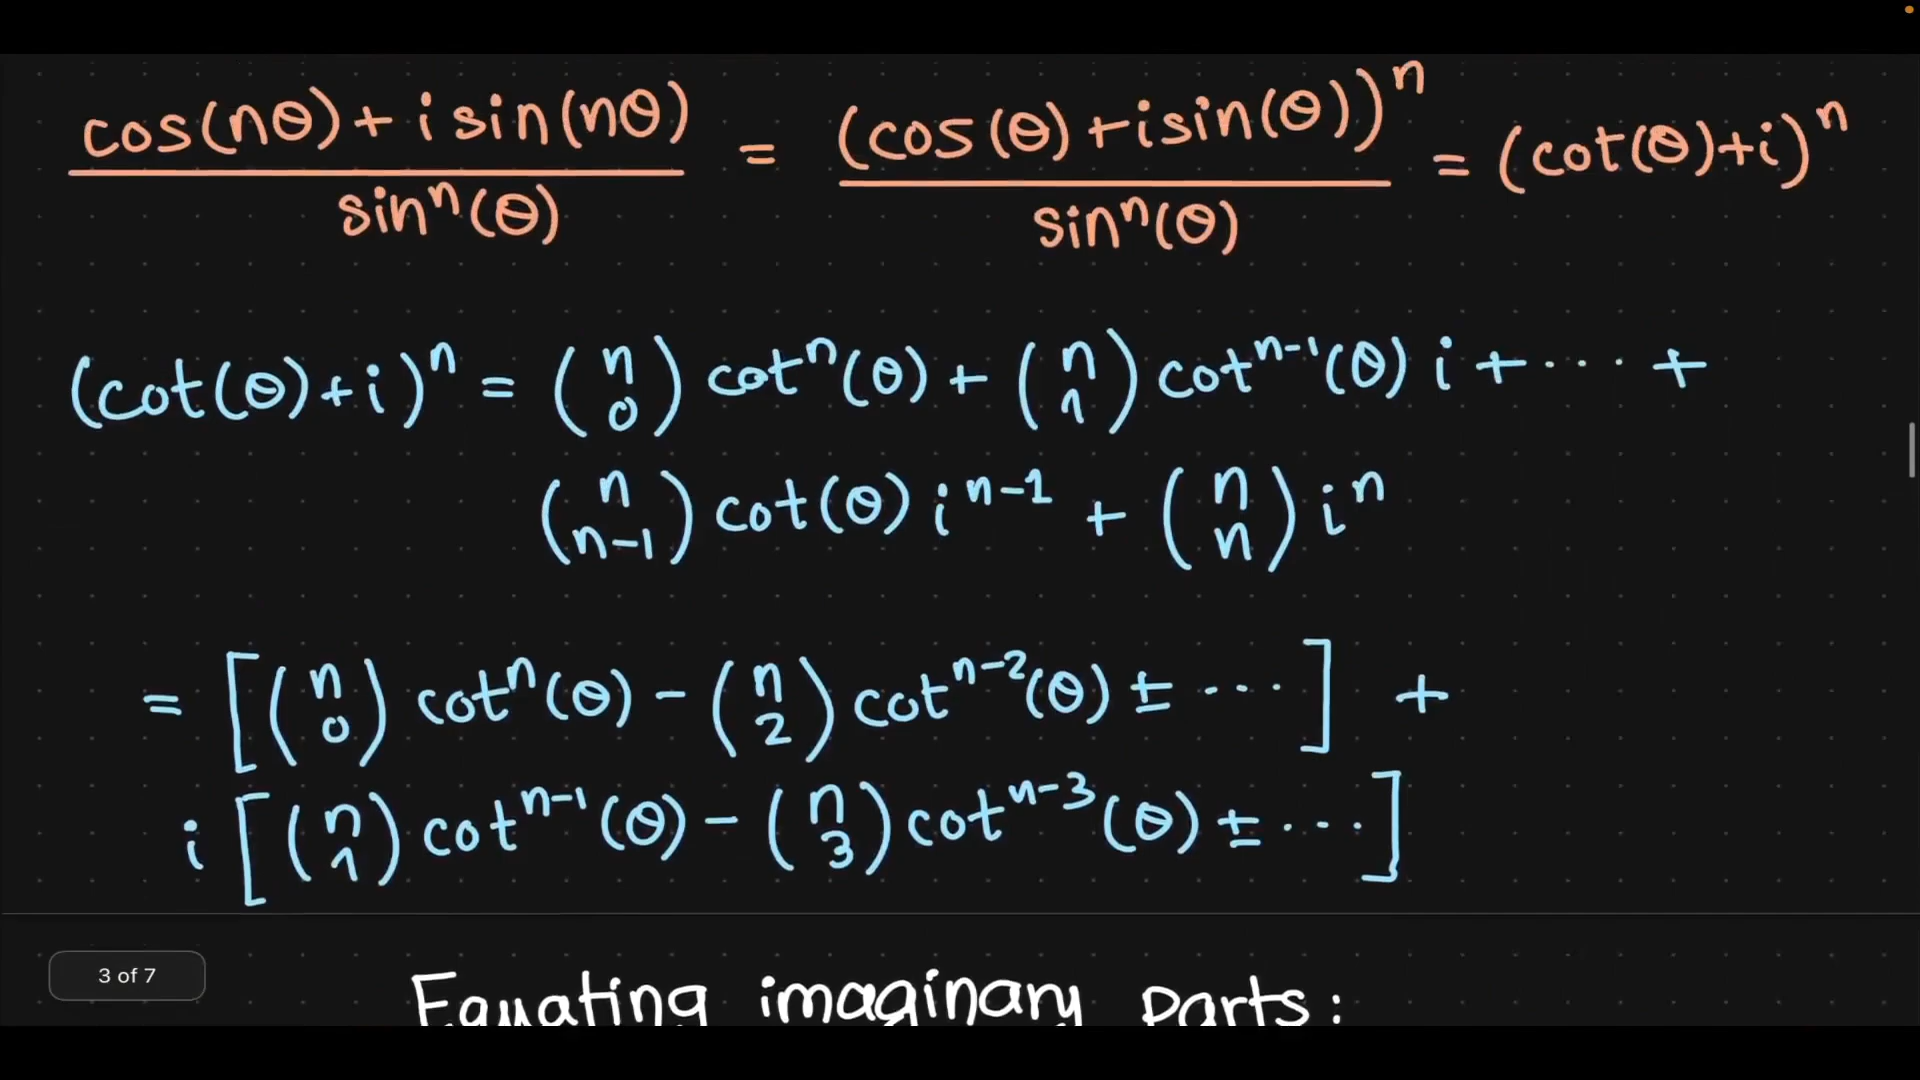 cos(nθ)+i sin(nθ) / sinⁿ(θ) = (cos(θ)+isin(θ))ⁿ / sinⁿ(θ) = (cot(θ)+i)ⁿ
(cot(θ)+i)ⁿ = (n 0) cotⁿ(θ) + (n 1) cotⁿ⁻¹(θ) i + ··· +
(n n-1) cot(θ) iⁿ⁻¹ + (n n) iⁿ
= [(n 0) cotⁿ(θ) - (n 2) cotⁿ⁻²(θ) ± ···] +
i [(n 1) cotⁿ⁻¹(θ) - (n 3) cotⁿ⁻³(θ) ± ···]
3 of 7
Equating imaginary parts: